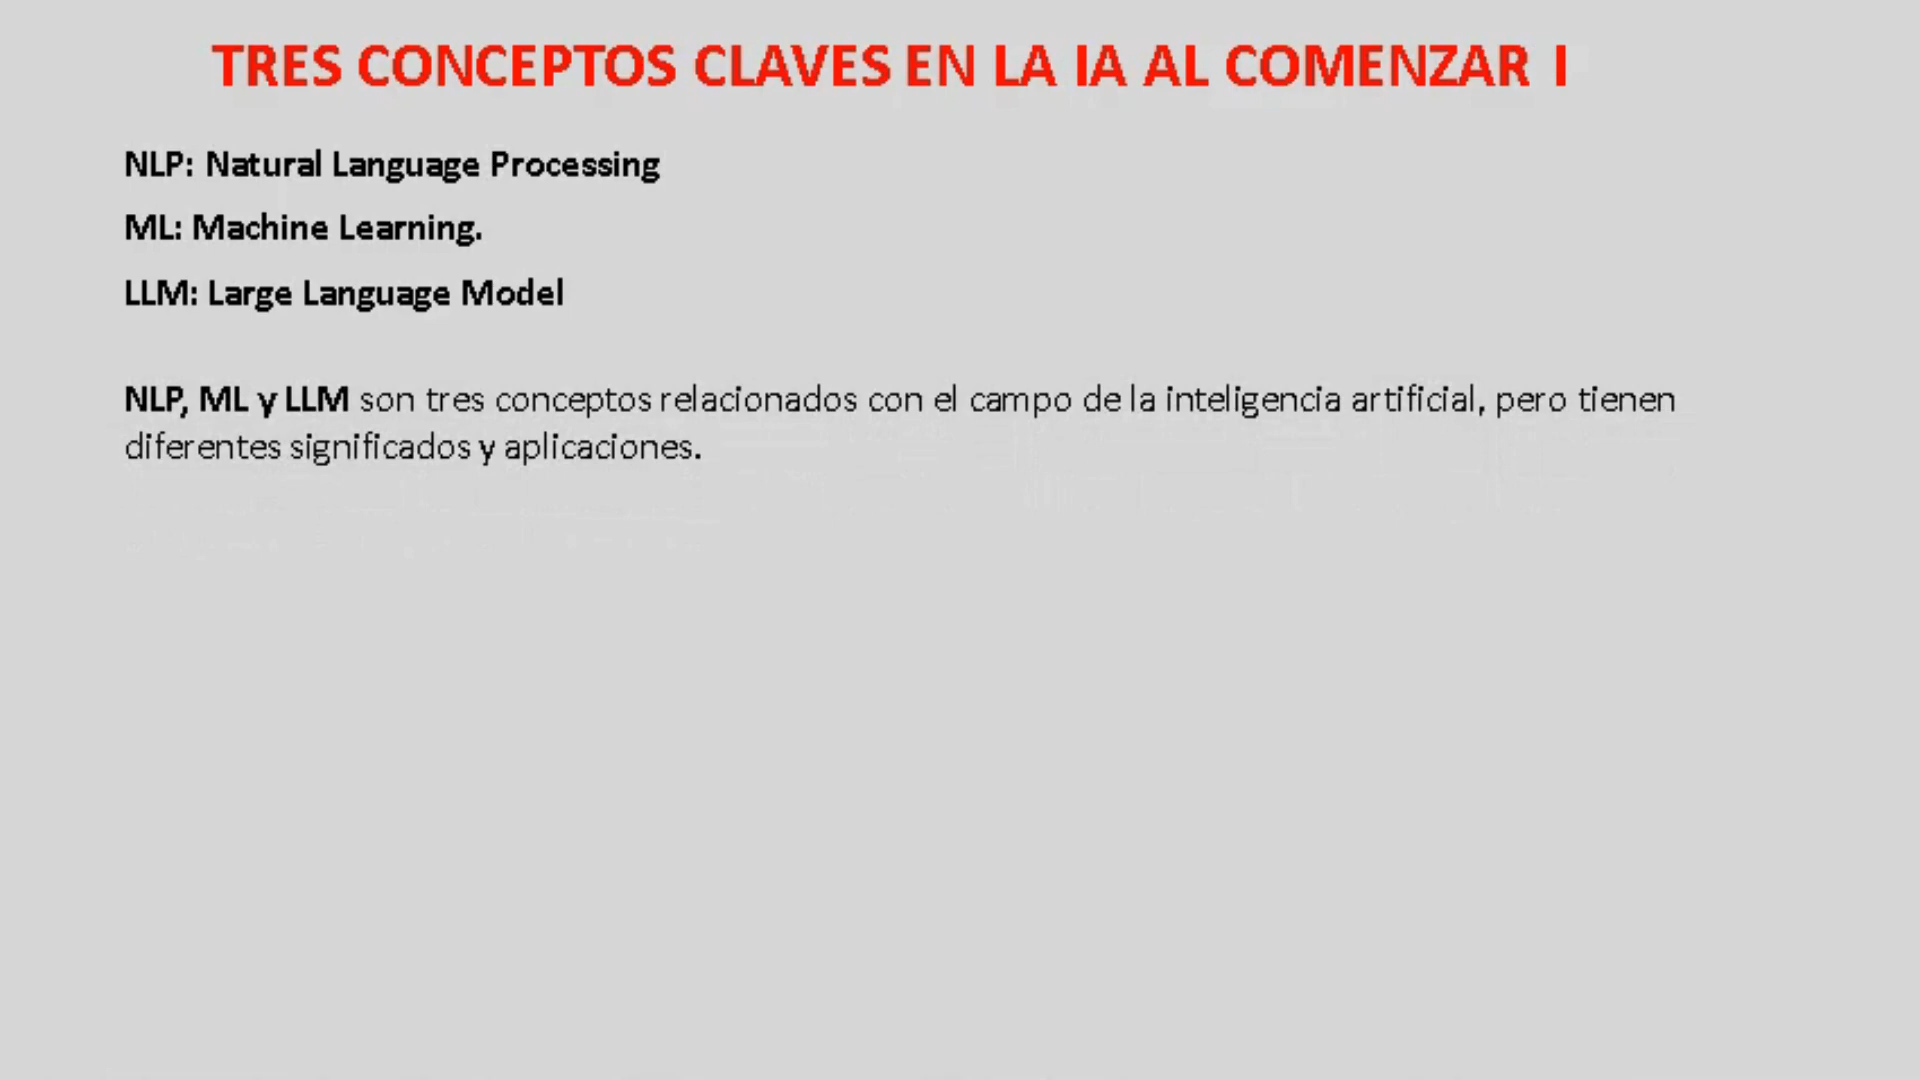 TRES CONCEPTOS CLAVES EN LA IA AL COMENZAR I
NLP: Natural Language Processing
ML: Machine Learning.
LLM: Large Language Model
NLP, ML y LLM son tres conceptos relacionados con el campo de la inteligencia artificial, pero tienen
diferentes significados y aplicaciones.